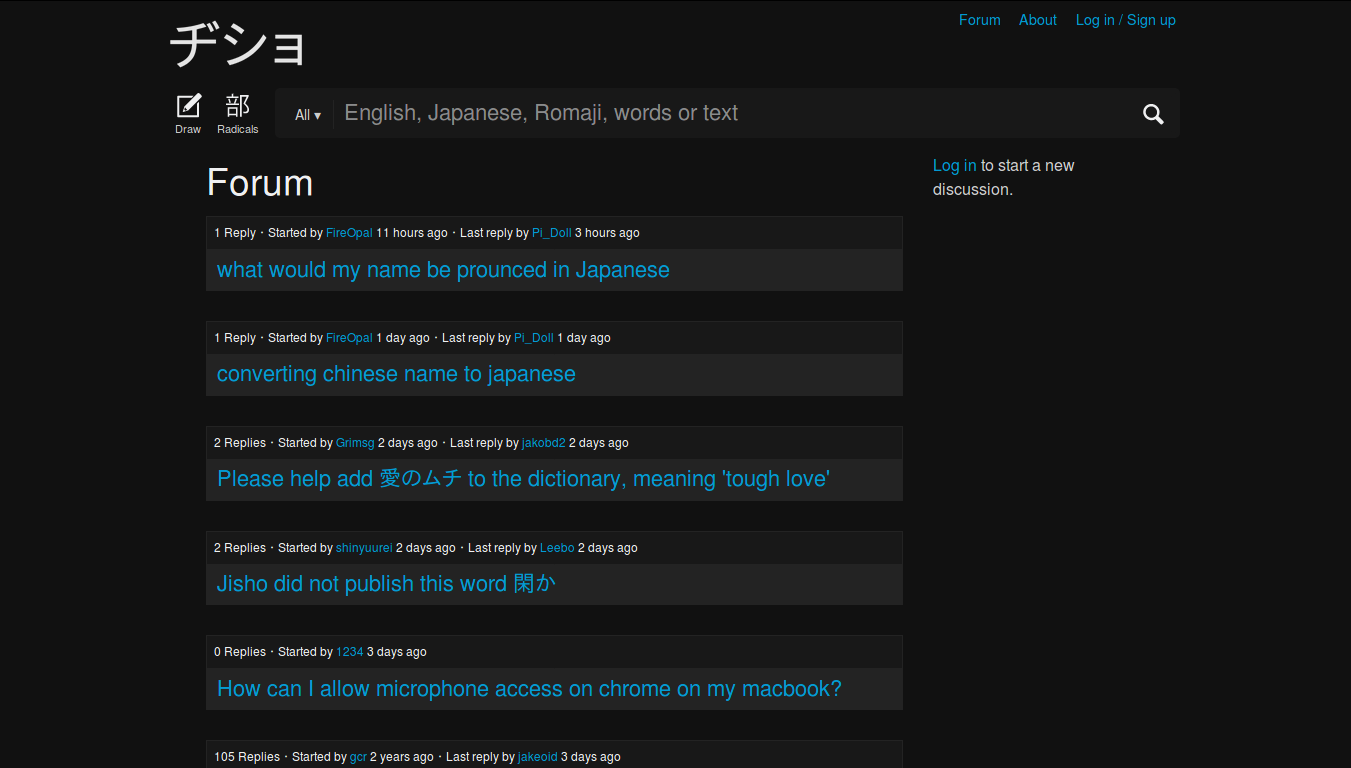 ヂショ
Forum About Log in / Sign up
Draw
部
Radicals
All ▾ English, Japanese, Romaji, words or text
Forum
Log in to start a new
discussion.
1 Reply · Started by FireOpal 11 hours ago · Last reply by Pi_Doll 3 hours ago
what would my name be prounced in Japanese
1 Reply · Started by FireOpal 1 day ago · Last reply by Pi_Doll 1 day ago
converting chinese name to japanese
2 Replies · Started by Grimsg 2 days ago · Last reply by jakobd2 2 days ago
Please help add 愛のムチ to the dictionary, meaning 'tough love'
2 Replies · Started by shinyuurei 2 days ago · Last reply by Leebo 2 days ago
Jisho did not publish this word 閑か
0 Replies · Started by 1234 3 days ago
How can I allow microphone access on chrome on my macbook?
105 Replies · Started by gcr 2 years ago · Last reply by jakeoid 3 days ago